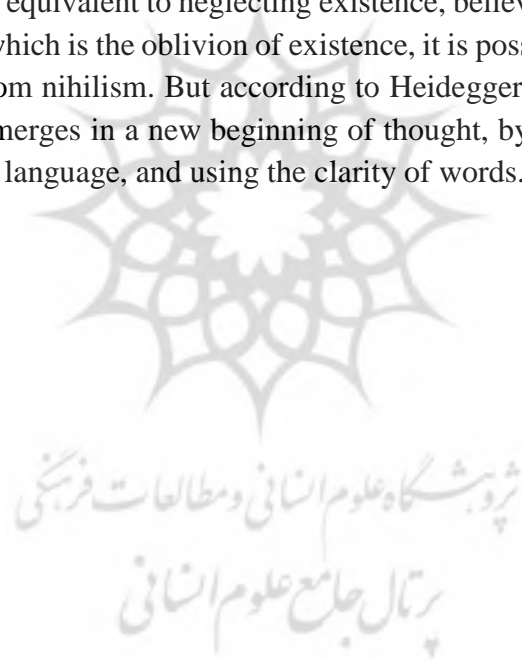 equivalent to neglecting existence, believ
which is the oblivion of existence, it is poss
om nihilism. But according to Heidegger
merges in a new beginning of thought, by
language, and using the clarity of words.
پژوهشگاه علوم انسانی و مطالعات فرهنگی
پرتال جامع علوم انسانی